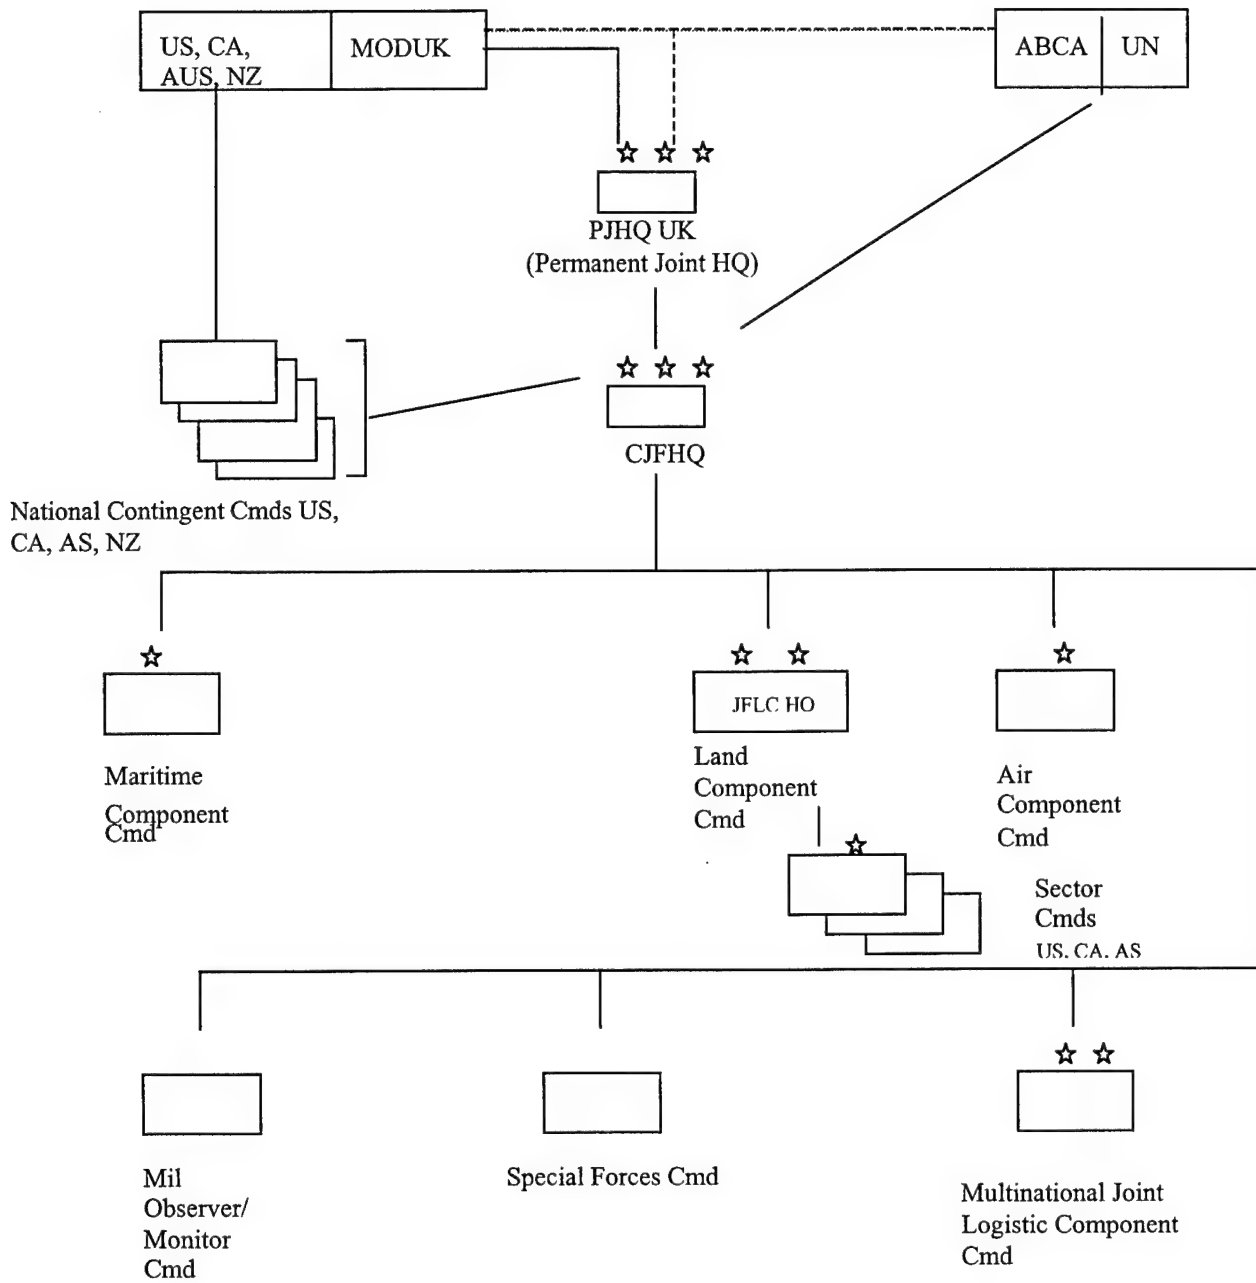 US, CA,
AUS, NZ
MODUK
ABCA
UN
PJHQ UK
(Permanent Joint HQ)
CJFHQ
National Contingent Cmds US,
CA, AS, NZ
JFLC HQ
Maritime
Component
Cmd
Land
Component
Cmd
Air
Component
Cmd
Sector
Cmds
US, CA, AS
Mil
Observer/
Monitor
Cmd
Special Forces Cmd
Multinational Joint
Logistic Component
Cmd